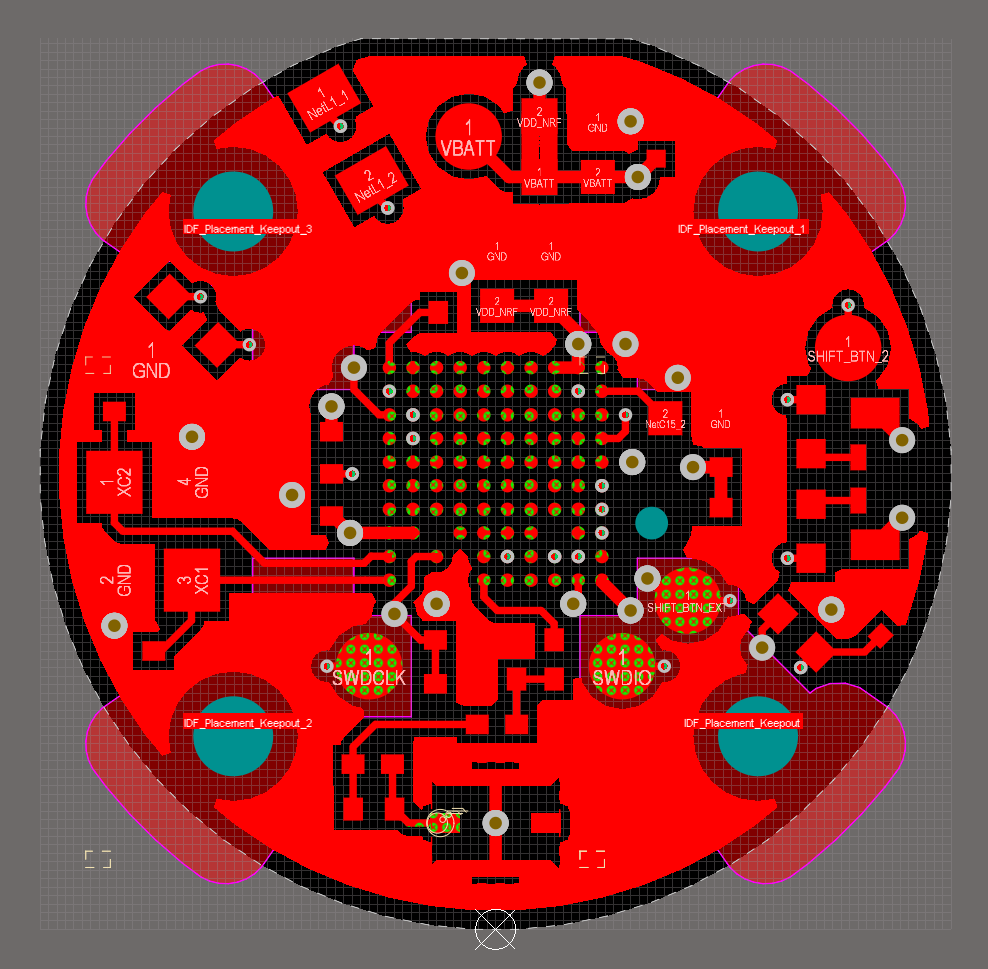 1
NetL1_1
2
VDD_NRF
1
GND
1
VBATT
2
NetL1_2
1
VBATT
2
VBATT
IDF_Placement_Keepout_3
IDF_Placement_Keepout_1
1
GND
1
GND
2
VDD_NRF
2
VDD_NRF
1
GND
SHIFT_BTN_2
2
NetC15_2
1
GND
1
XC2
4
GND
2
GND
3
XC1
1
SHIFT_BTN_EXT
1
SWDCLK
1
SWDIO
IDF_Placement_Keepout_2
IDF_Placement_Keepout